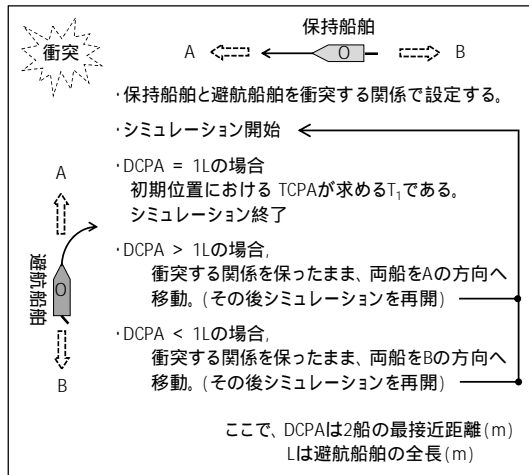 保持船舶
衝突
A
O
B
・保持船舶と避航船舶を衝突する関係で設定する。
・シミュレーション開始
A
・DCPA = 1Lの場合
初期位置における TCPAが求めるT₁である。
シミュレーション終了
避航船舶
O
B
・DCPA > 1Lの場合,
衝突する関係を保ったまま、両船をAの方向へ
移動。(その後シミュレーションを再開)
・DCPA < 1Lの場合,
衝突する関係を保ったまま、両船をBの方向へ
移動。(その後シミュレーションを再開)
ここで、DCPAは2船の最接近距離(m)
Lは避航船舶の全長(m)